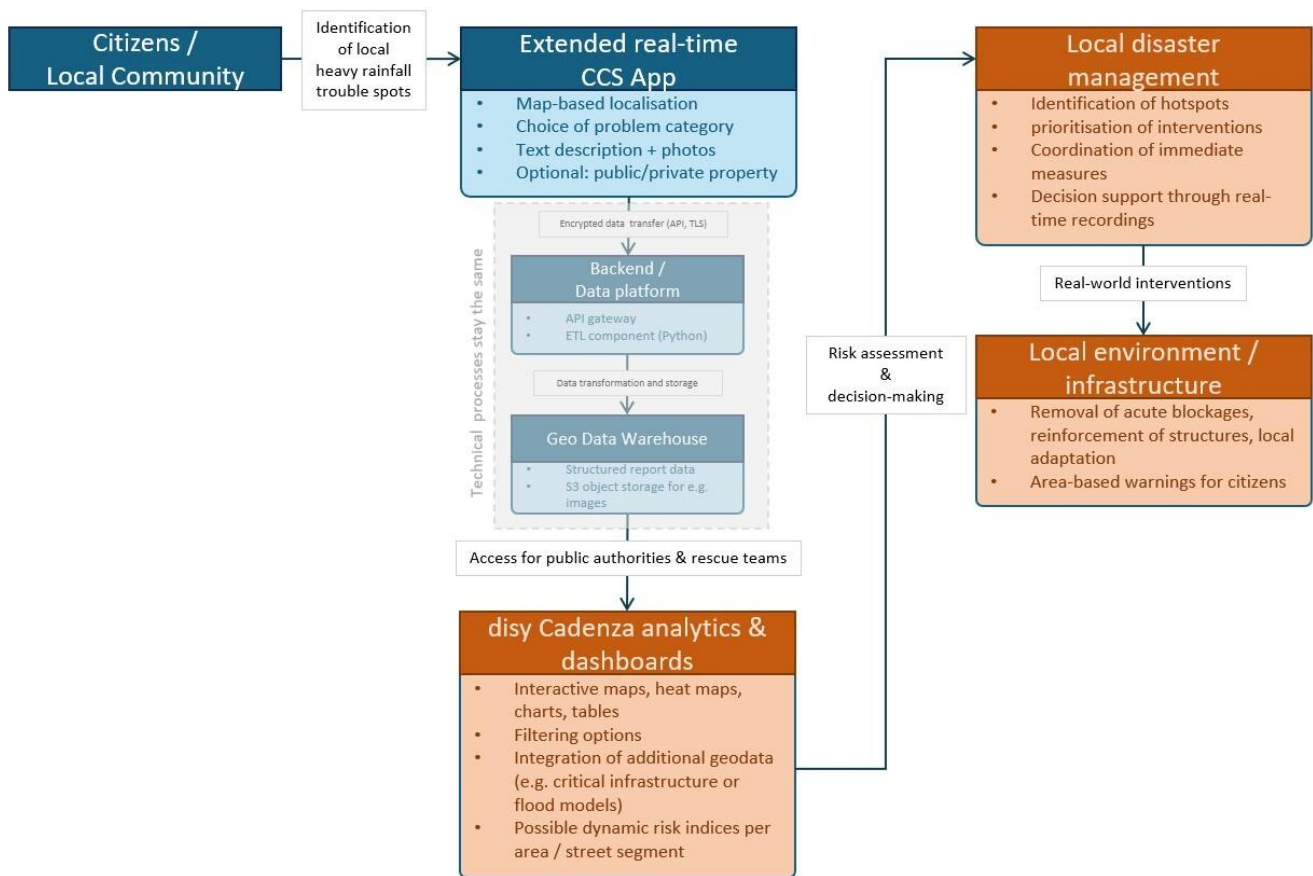 Citizens /
Local Community
Identification
of local
heavy rainfall
trouble spots
Extended real-time
CCS App
• Map-based localisation
• Choice of problem category
• Text description + photos
• Optional: public/private property
Technical processes stay the same
Encrypted data transfer (API, TLS)
Backend /
Data platform
• API gateway
• ETL component (Python)
Data transformation and storage
Geo Data Warehouse
• Structured report data
• S3 object storage for e.g.
images
Access for public authorities & rescue teams
disy Cadenza analytics &
dashboards
• Interactive maps, heat maps,
charts, tables
• Filtering options
• Integration of additional geodata
(e.g. critical infrastructure or
flood models)
• Possible dynamic risk indices per
area / street segment
Risk assessment
&
decision-making
Local disaster
management
• Identification of hotspots
• prioritisation of interventions
• Coordination of immediate
measures
• Decision support through real-
time recordings
Real-world interventions
Local environment /
infrastructure
• Removal of acute blockages,
reinforcement of structures, local
adaptation
• Area-based warnings for citizens